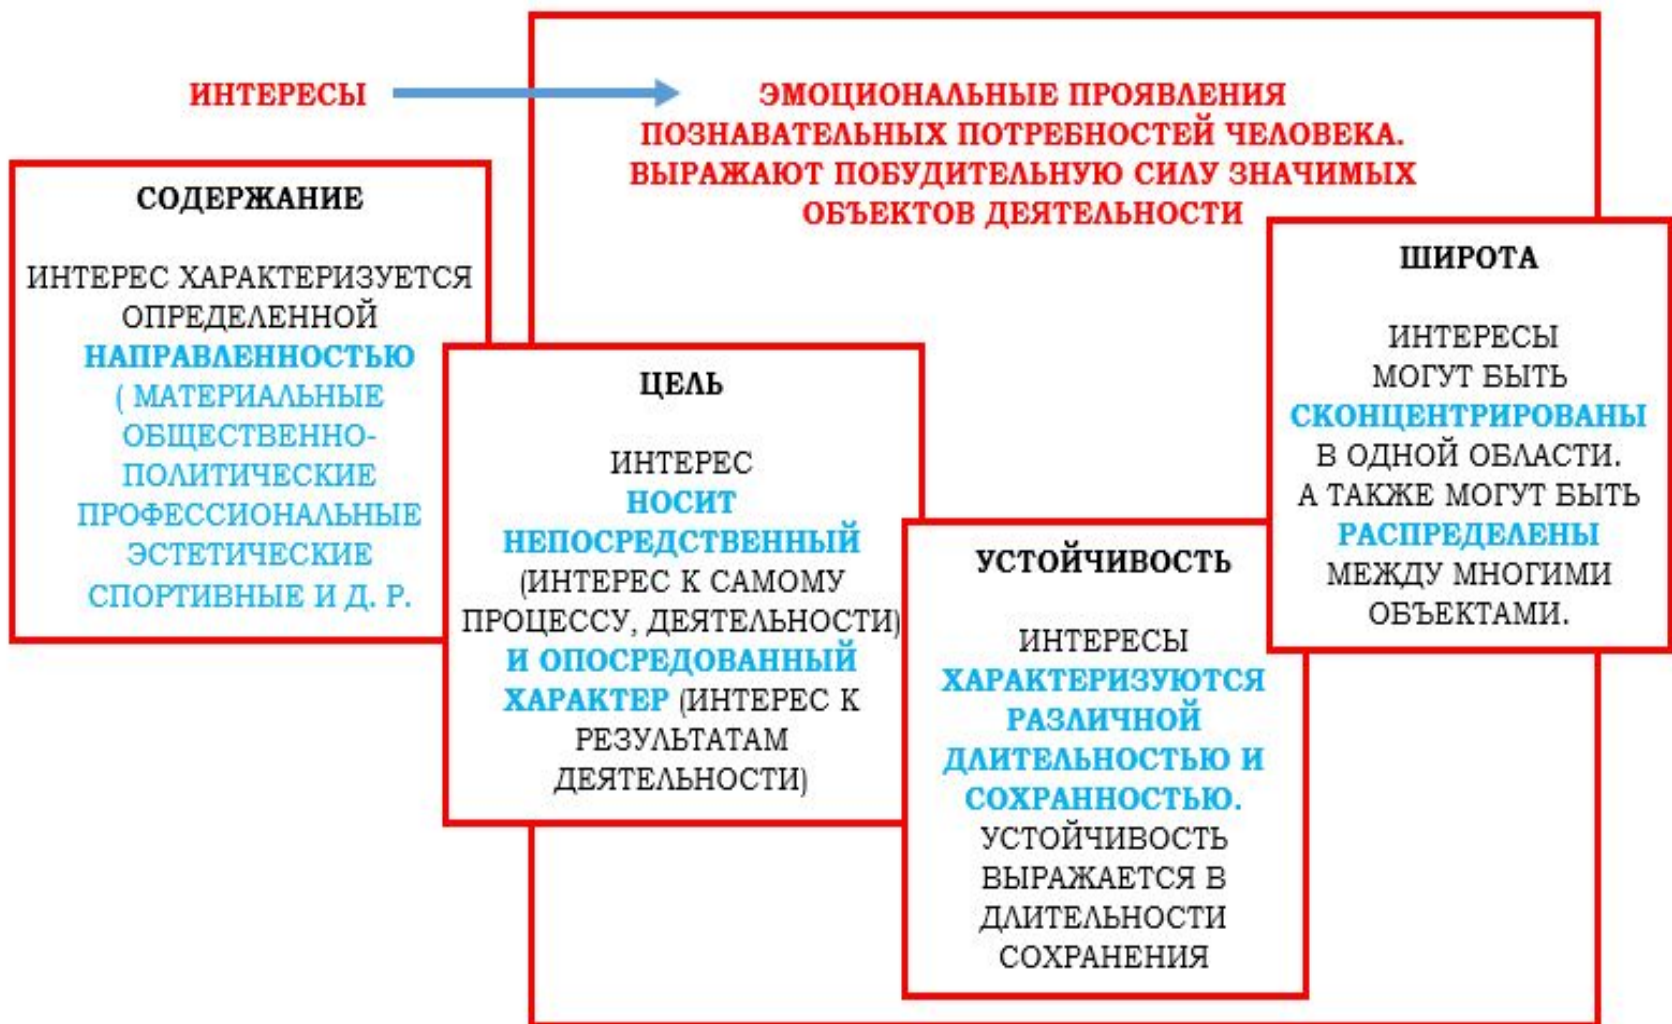 ИНТЕРЕСЫ
ЭМОЦИОНАЛЬНЫЕ ПРОЯВЛЕНИЯ
ПОЗНАВАТЕЛЬНЫХ ПОТРЕБНОСТЕЙ ЧЕЛОВЕКА.
ВЫРАЖАЮТ ПОБУДИТЕЛЬНУЮ СИЛУ ЗНАЧИМЫХ
ОБЪЕКТОВ ДЕЯТЕЛЬНОСТИ
СОДЕРЖАНИЕ
ИНТЕРЕС ХАРАКТЕРИЗУЕТСЯ
ОПРЕДЕЛЕННОЙ
НАПРАВЛЕННОСТЬЮ
( МАТЕРИАЛЬНЫЕ
ОБЩЕСТВЕННО-
ПОЛИТИЧЕСКИЕ
ПРОФЕССИОНАЛЬНЫЕ
ЭСТЕТИЧЕСКИЕ
СПОРТИВНЫЕ И Д. Р.
ЦЕЛЬ
ИНТЕРЕС
НОСИТ
НЕПОСРЕДСТВЕННЫЙ
(ИНТЕРЕС К САМОМУ
ПРОЦЕССУ, ДЕЯТЕЛЬНОСТИ)
И ОПОСРЕДОВАННЫЙ
ХАРАКТЕР (ИНТЕРЕС К
РЕЗУЛЬТАТАМ
ДЕЯТЕЛЬНОСТИ)
УСТОЙЧИВОСТЬ
ИНТЕРЕСЫ
ХАРАКТЕРИЗУЮТСЯ
РАЗЛИЧНОЙ
ДЛИТЕЛЬНОСТЬЮ И
СОХРАННОСТЬЮ.
УСТОЙЧИВОСТЬ
ВЫРАЖАЕТСЯ В
ДЛИТЕЛЬНОСТИ
СОХРАНЕНИЯ
ШИРОТА
ИНТЕРЕСЫ
МОГУТ БЫТЬ
СКОНЦЕНТРИРОВАНЫ
В ОДНОЙ ОБЛАСТИ.
А ТАКЖЕ МОГУТ БЫТЬ
РАСПРЕДЕЛЕНЫ
МЕЖДУ МНОГИМИ
ОБЪЕКТАМИ.